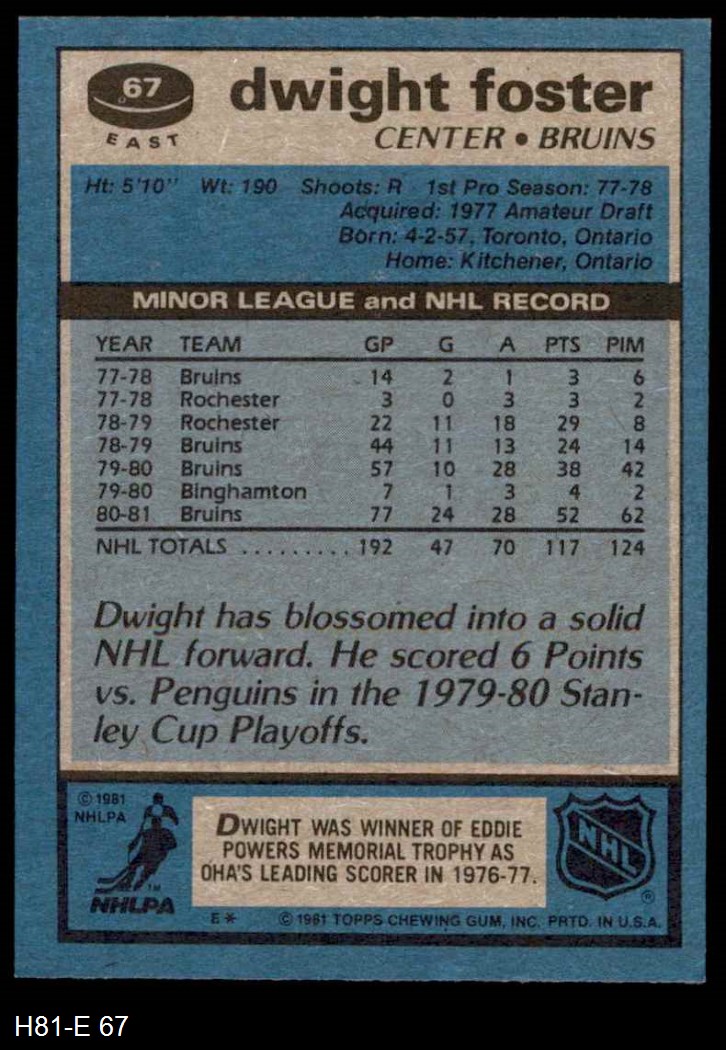 67
EAST
dwight foster
CENTER • BRUINS
Ht: 5'10" Wt: 190 Shoots: R 1st Pro Season: 77-78
Acquired: 1977 Amateur Draft
Born: 4-2-57, Toronto, Ontario
Home: Kitchener, Ontario
MINOR LEAGUE and NHL RECORD
YEAR TEAM GP G A PTS PIM
77-78 Bruins 14 2 1 3 6
77-78 Rochester 3 0 3 3 2
78-79 Rochester 22 11 18 29 8
78-79 Bruins 44 11 13 24 14
79-80 Bruins 57 10 28 38 42
79-80 Binghamton 7 1 3 4 2
80-81 Bruins 77 24 28 52 62
NHL TOTALS .......... 192 47 70 117 124
Dwight has blossomed into a solid
NHL forward. He scored 6 Points
vs. Penguins in the 1979-80 Stan-
ley Cup Playoffs.
© 1981
NHLPA
TM
NHLPA
DWIGHT WAS WINNER OF EDDIE
POWERS MEMORIAL TROPHY AS
OHA'S LEADING SCORER IN 1976-77.
NHL
®
E* © 1981 TOPPS CHEWING GUM, INC. PRTD. IN U.S.A.
H81-E 67